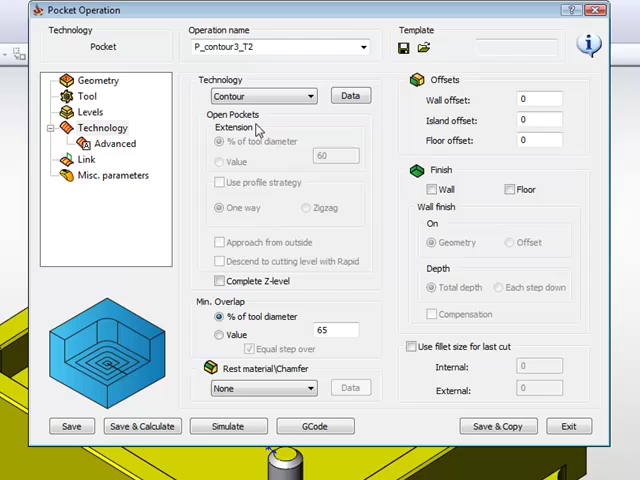 Pocket Operation
Technology
Pocket
Operation name
P_contour3_T2
Template
Geometry
Tool
Levels
Technology
Advanced
Link
Misc. parameters
Technology
Contour
Data
Open Pockets
Extension
% of tool diameter
60
Value
Use profile strategy
One way
Zigzag
Approach from outside
Descend to cutting level with Rapid
Complete Z-level
Min. Overlap
% of tool diameter
65
Value
Equal step over
Rest material\Chamfer
None
Data
Offsets
Wall offset:
0
Island offset:
0
Floor offset:
0
Finish
Wall
Floor
Wall finish
On
Geometry
Offset
Depth
Total depth
Each step down
Compensation
Use fillet size for last cut
Internal:
0
External:
0
Save
Save & Calculate
Simulate
GCode
Save & Copy
Exit